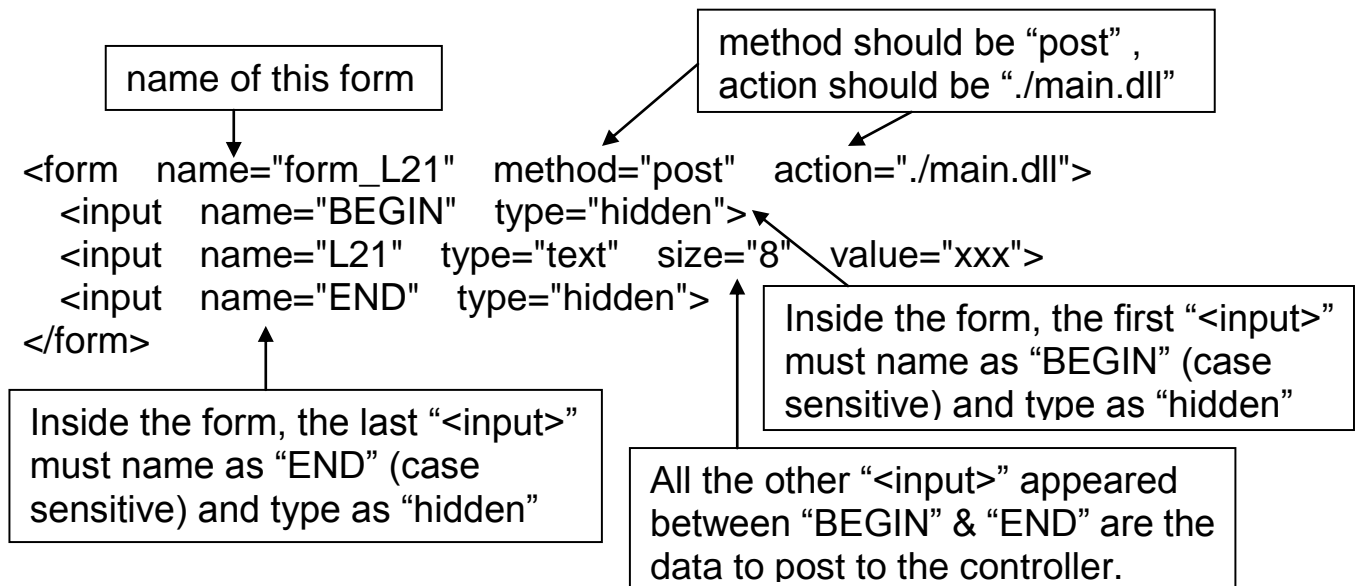 name of this form
method should be “post” ,
action should be “./main.dll”
<form name="form_L21" method="post" action="./main.dll">
<input name="BEGIN" type="hidden">
<input name="L21" type="text" size="8" value="xxx">
<input name="END" type="hidden">
</form>
Inside the form, the first “<input>”
must name as “BEGIN” (case
sensitive) and type as “hidden”
Inside the form, the last “<input>”
must name as “END” (case
sensitive) and type as “hidden”
All the other “<input>” appeared
between “BEGIN” & “END” are the
data to post to the controller.